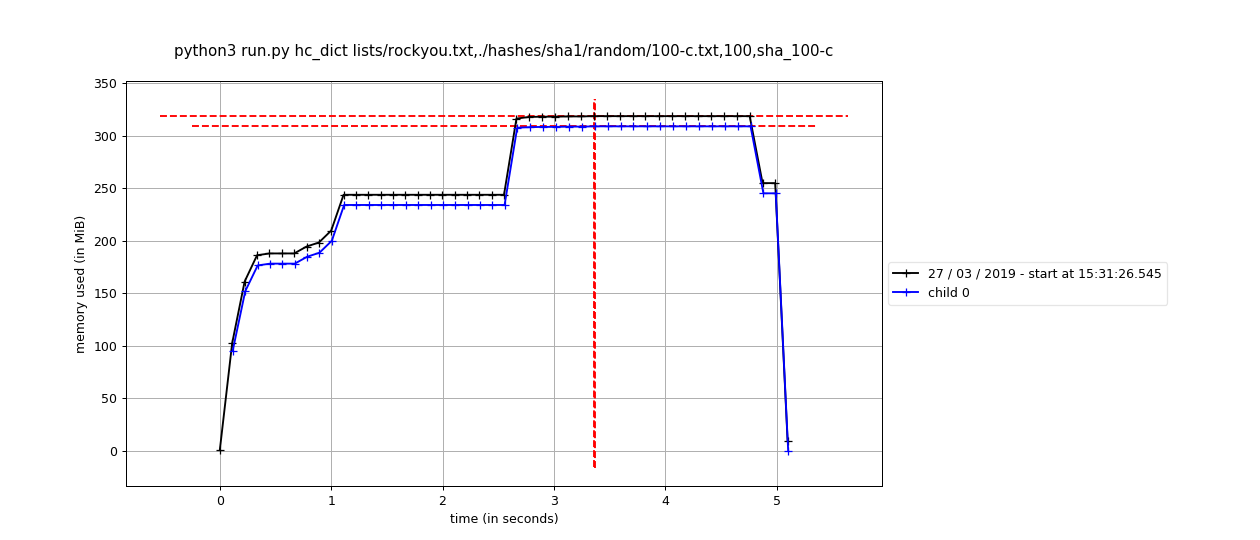 python3 run.py hc_dict lists/rockyou.txt,./hashes/sha1/random/100-c.txt,100,sha_100-c
350
300
250
200
150
100
50
0
memory used (in MiB)
0 1 2 3 4 5
time (in seconds)
27 / 03 / 2019 - start at 15:31:26.545
child 0